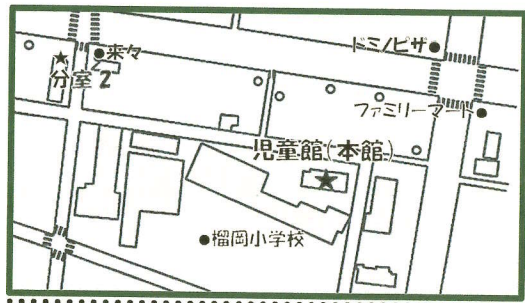 来々
ドミノピザ
分室2
ファミリーマート
児童館(本館)
榴岡小学校